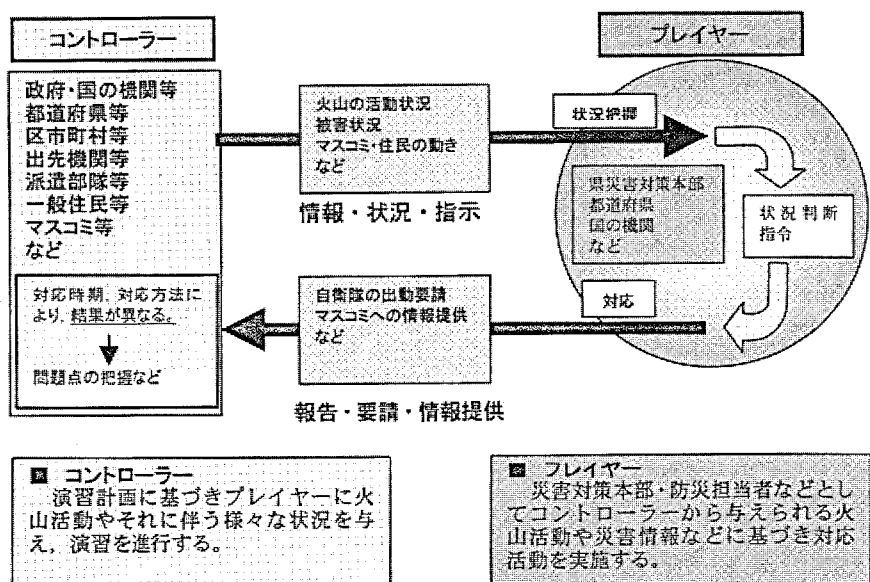 コントローラー
政府・国の機関等
都道府県等
区市町村等
出先機関等
派遣部隊等
一般住民等
マスコミ等
など
対応時期，対応方法に
より，結果が異なる。
問題点の把握など
火山の活動状況
被害状況
マスコミ・住民の動き
など
情報・状況・指示
自衛隊の出動要請
マスコミへの情報提供
など
報告・要請・情報提供
プレイヤー
状況把握
県災害対策本部
都道府県
国の機関
など
状況判断
指令
対応
■ コントローラー
演習計画に基づきプレイヤーに火
山活動やそれに伴う様々な状況を与
え，演習を進行する。
■ プレイヤー
災害対策本部・防災担当者などとし
てコントローラーから与えられる火
山活動や災害情報などに基づき対応
活動を実施する。